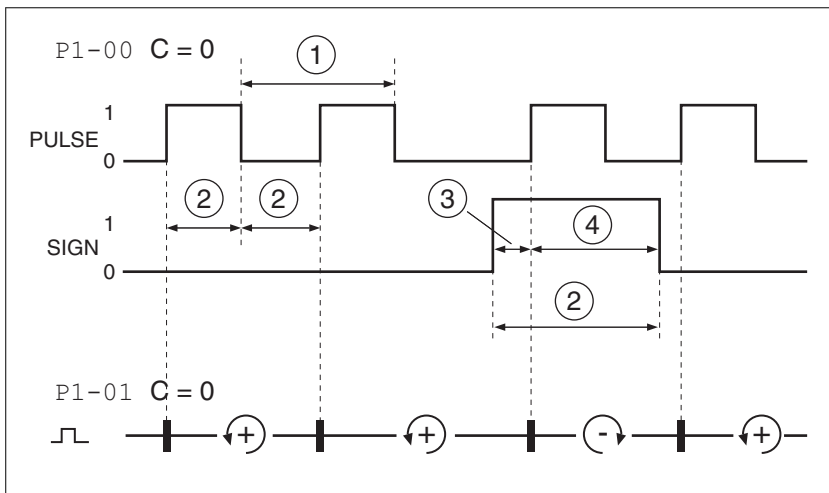 P1-00 C = 0
1
1
PULSE
0
2 2 3 4
1
SIGN
0
2
P1-01 C = 0
+ + - +